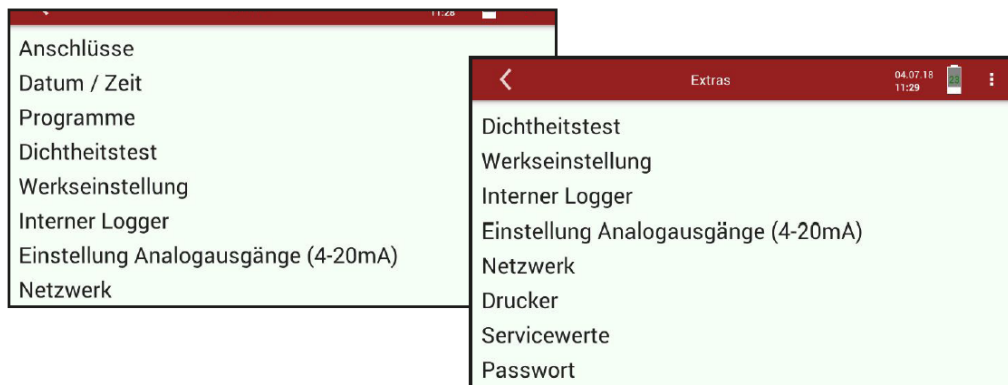 11:28
Anschlüsse
Datum / Zeit
Programme
Dichtheitstest
Werkseinstellung
Interner Logger
Einstellung Analogausgänge (4-20mA)
Netzwerk
Extras
04.07.18
11:29
28
Dichtheitstest
Werkseinstellung
Interner Logger
Einstellung Analogausgänge (4-20mA)
Netzwerk
Drucker
Servicewerte
Passwort